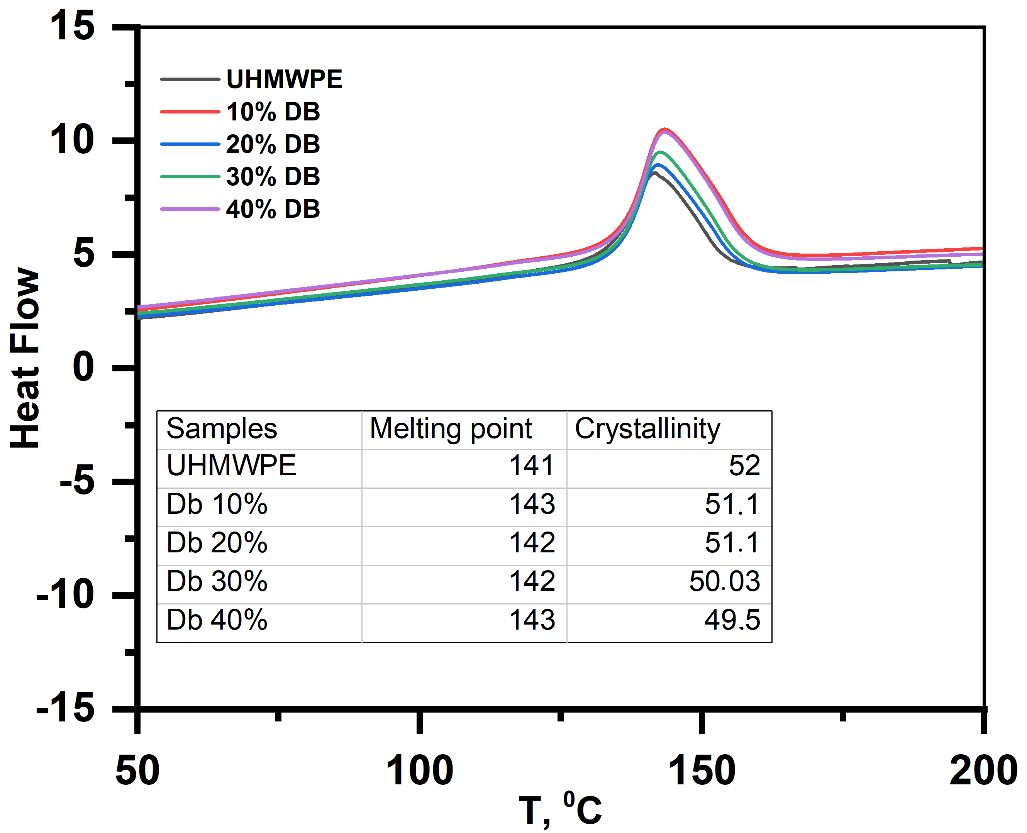 15
10
5
0
-5
-10
-15
Heat Flow
UHMWPE
10% DB
20% DB
30% DB
40% DB
Samples Melting point Crystallinity
UHMWPE 141 52
Db 10% 143 51.1
Db 20% 142 51.1
Db 30% 142 50.03
Db 40% 143 49.5
50 100 150 200
T, ⁰C